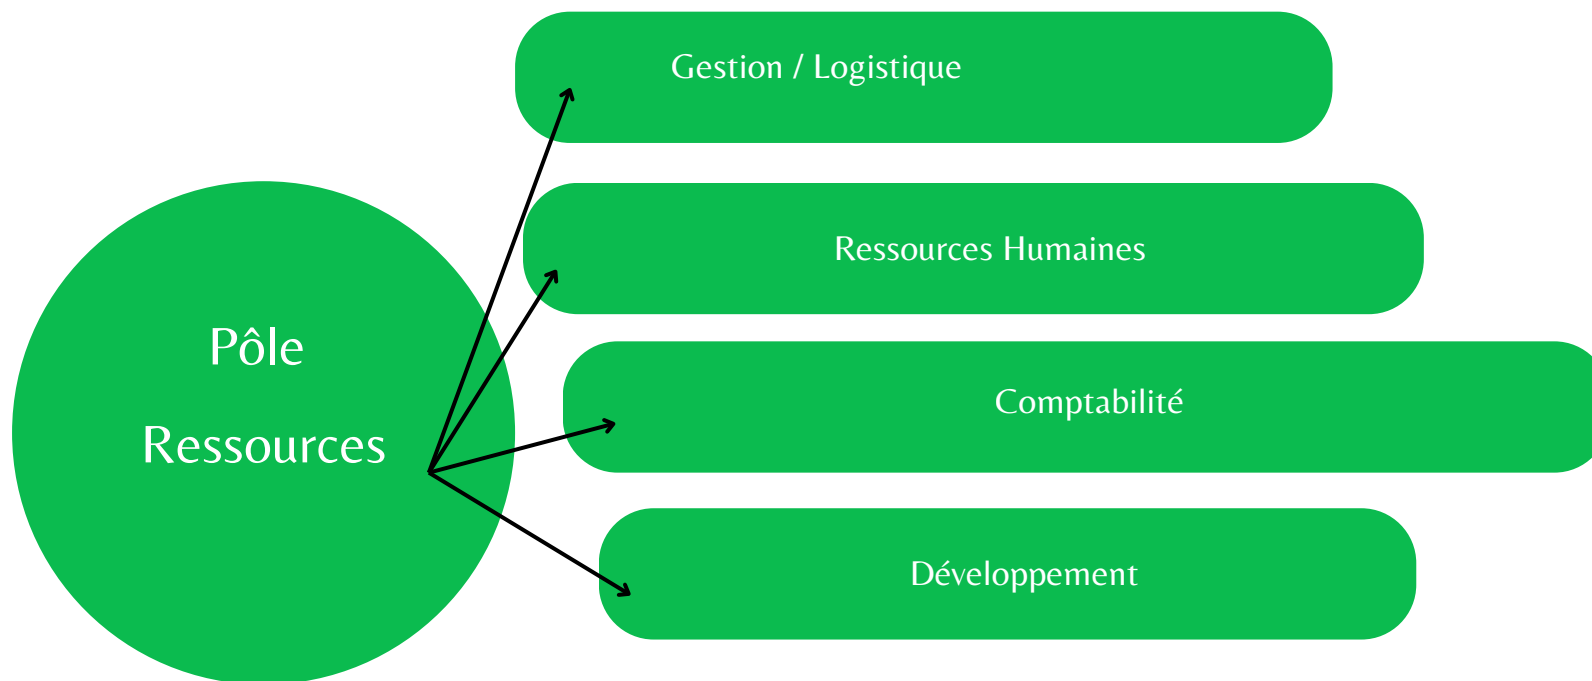 Pôle
Ressources
Gestion / Logistique
Ressources Humaines
Comptabilité
Développement